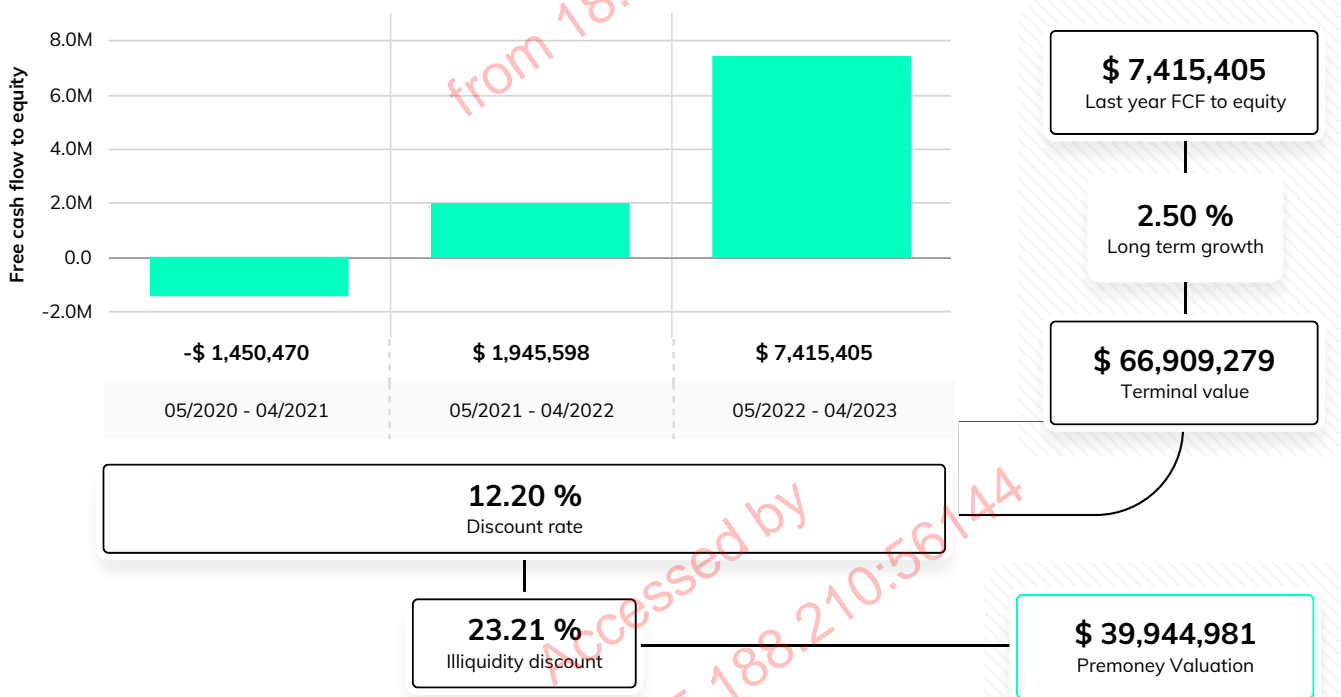 Free cash flow to equity
8.0M
6.0M
4.0M
2.0M
0.0
-2.0M
-$ 1,450,470
$ 1,945,598
$ 7,415,405
05/2020 - 04/2021
05/2021 - 04/2022
05/2022 - 04/2023
$ 7,415,405
Last year FCF to equity
2.50 %
Long term growth
$ 66,909,279
Terminal value
12.20 %
Discount rate
23.21 %
Illiquidity discount
$ 39,944,981
Premoney Valuation
Accessed by
from 18.
188.210:56144